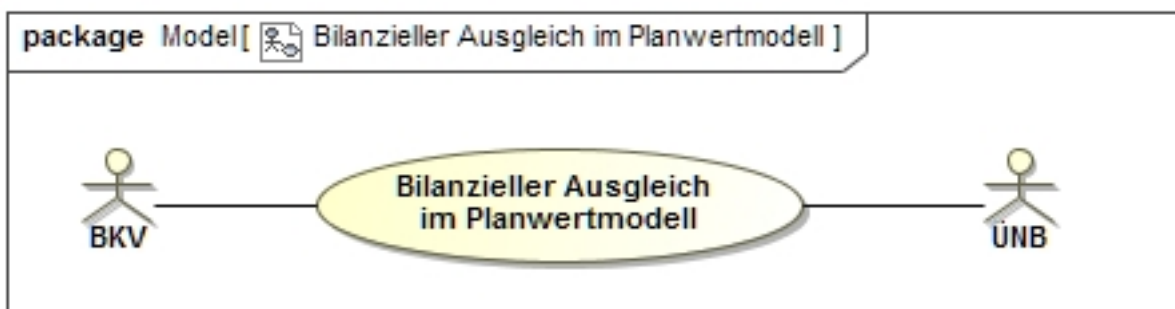 package Model[ Bilanzieller Ausgleich im Planwertmodell ]
Bilanzieller Ausgleich
im Planwertmodell
BKV
ÜNB